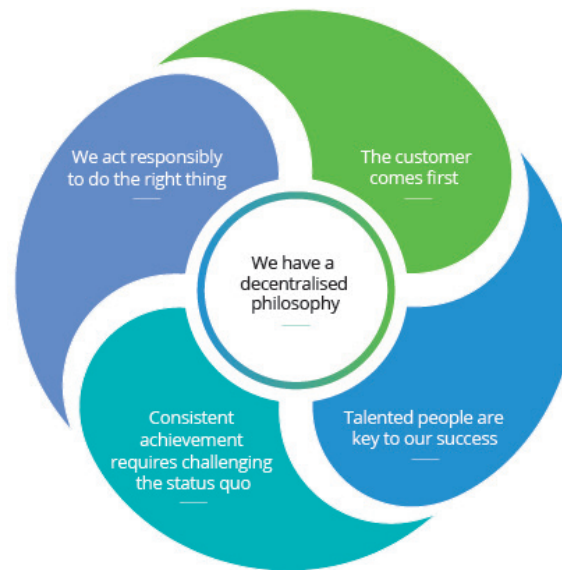 We act responsibly
to do the right thing
The customer
comes first
We have a
decentralised
philosophy
Consistent
achievement
requires challenging
the status quo
Talented people are
key to our success